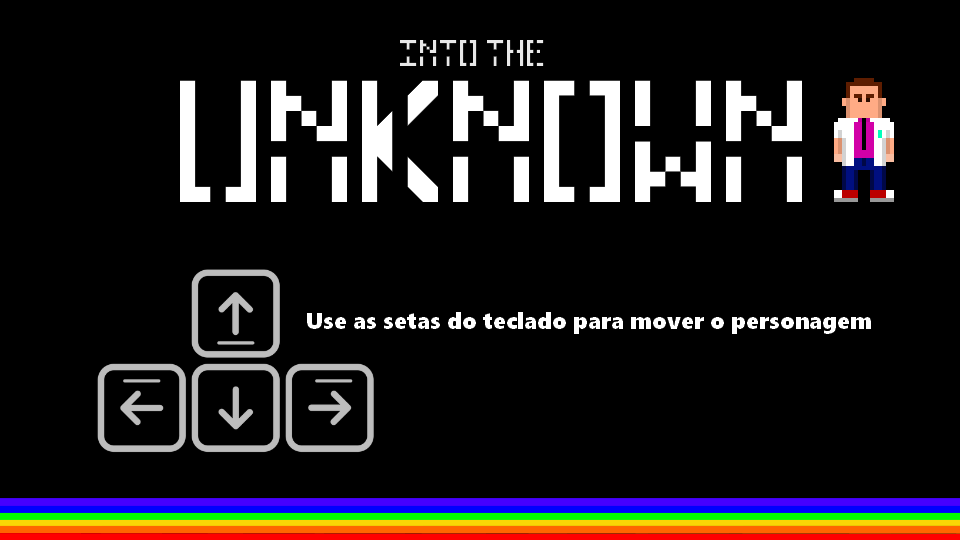 INTO THE
UNKNOWN
Use as setas do teclado para mover o personagem